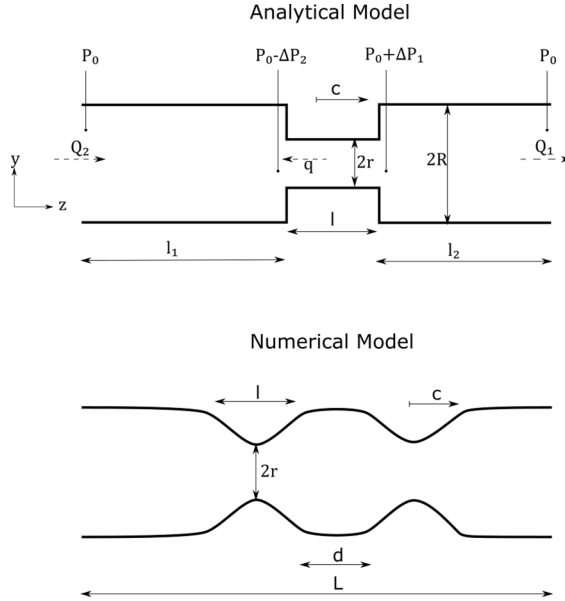 Analytical Model
P₀ P₀-ΔP₂ P₀+ΔP₁ P₀
c
Q₂ q 2r 2R Q₁
y
z
l
l₁ l₂
Numerical Model
l c
2r
d
L